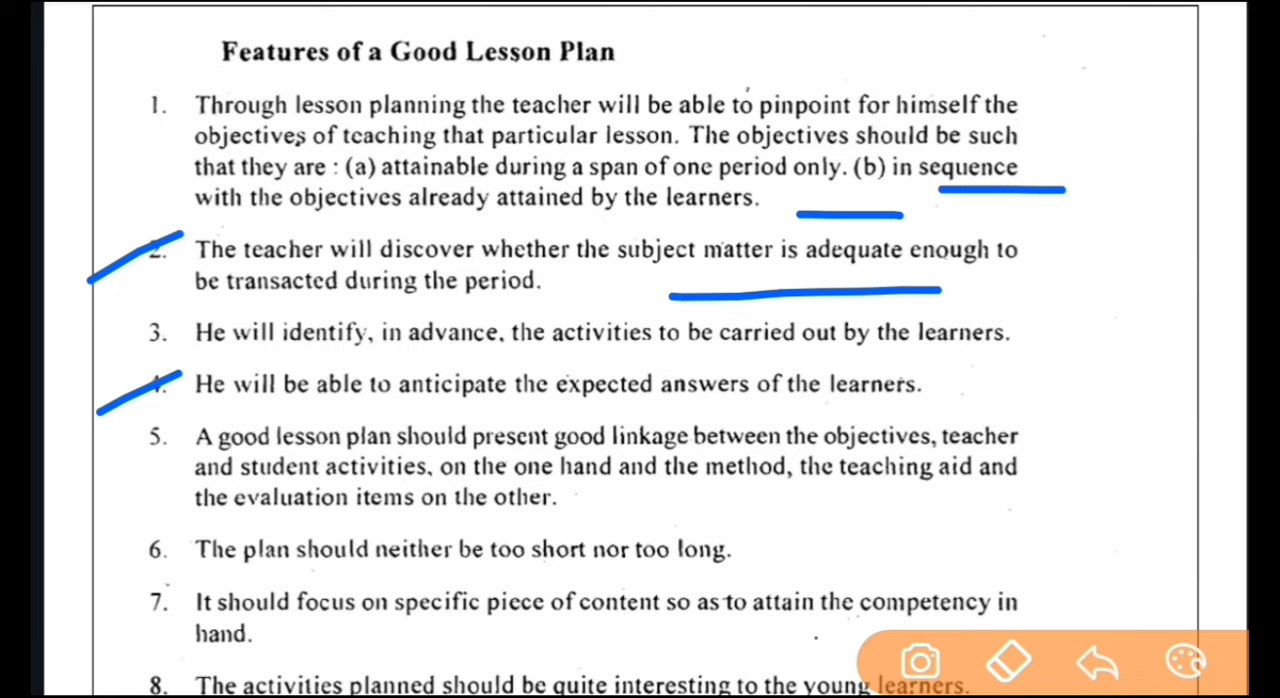 Features of a Good Lesson Plan
1. Through lesson planning the teacher will be able to pinpoint for himself the
objectives of teaching that particular lesson. The objectives should be such
that they are : (a) attainable during a span of one period only. (b) in sequence
with the objectives already attained by the learners.
2. The teacher will discover whether the subject matter is adequate enough to
be transacted during the period.
3. He will identify, in advance, the activities to be carried out by the learners.
4. He will be able to anticipate the expected answers of the learners.
5. A good lesson plan should present good linkage between the objectives, teacher
and student activities, on the one hand and the method, the teaching aid and
the evaluation items on the other.
6. The plan should neither be too short nor too long.
7. It should focus on specific piece of content so as to attain the competency in
hand.
8. The activities planned should be quite interesting to the young learners.